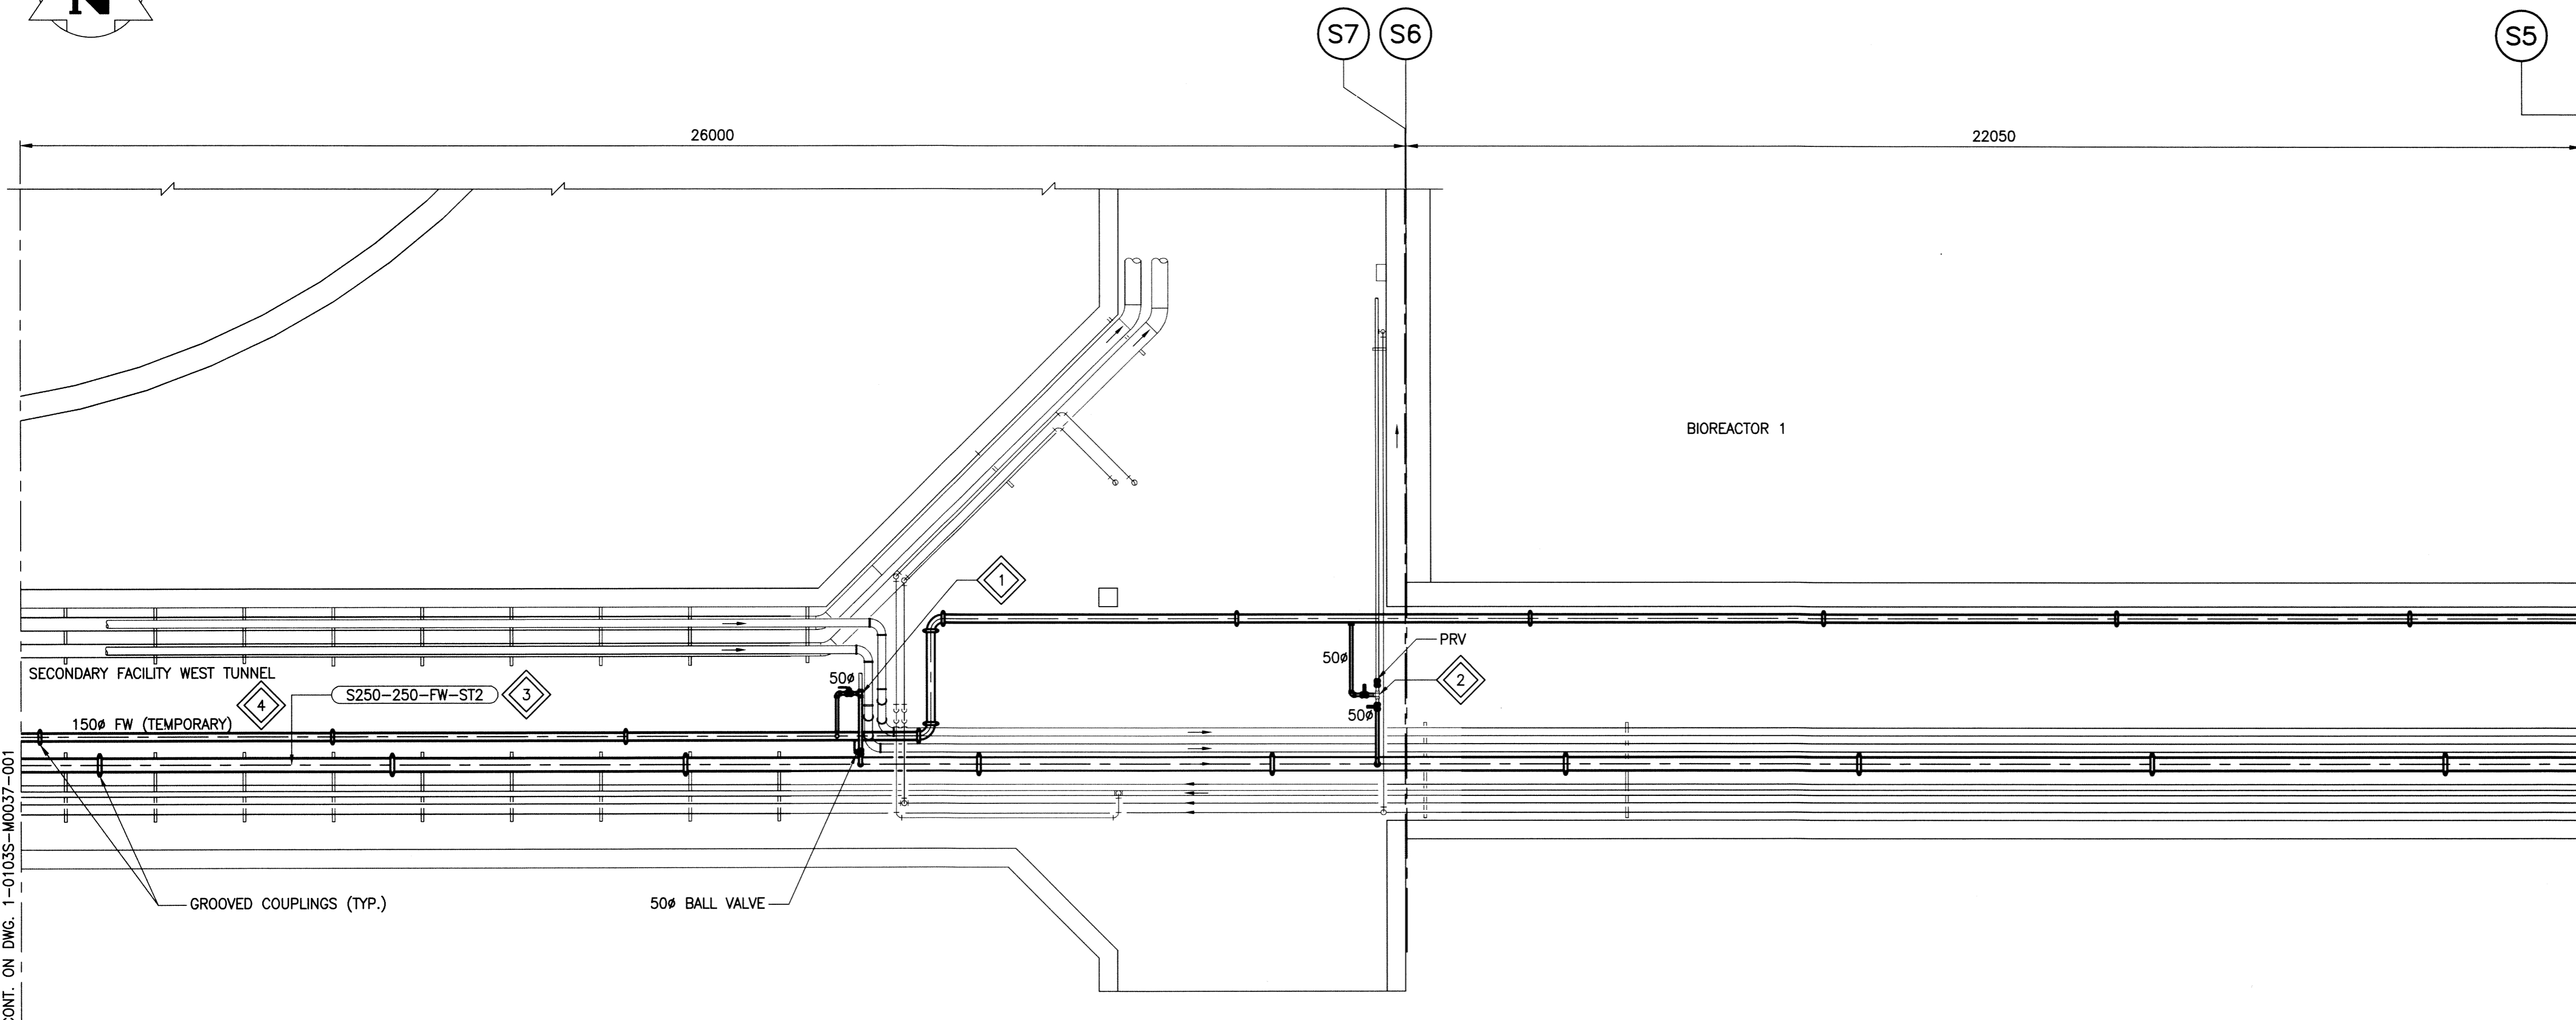 N
S7
S6
S5
26000
22050
BIOREACTOR 1
1
50ø
PRV
50ø
2
SECONDARY FACILITY WEST TUNNEL
50ø
S250-250-FW-ST2
3
4
150ø FW (TEMPORARY)
GROOVED COUPLINGS (TYP.)
50ø BALL VALVE
CONT. ON DWG. 1-0103S-M0037-001